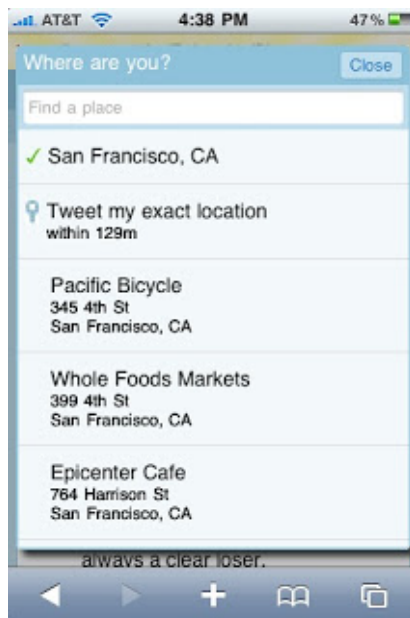 AT&T 4:38 PM 47%
Where are you? Close
Find a place
San Francisco, CA
Tweet my exact location
within 129m
Pacific Bicycle
345 4th St
San Francisco, CA
Whole Foods Markets
399 4th St
San Francisco, CA
Epicenter Cafe
764 Harrison St
San Francisco, CA
always a clear loser.